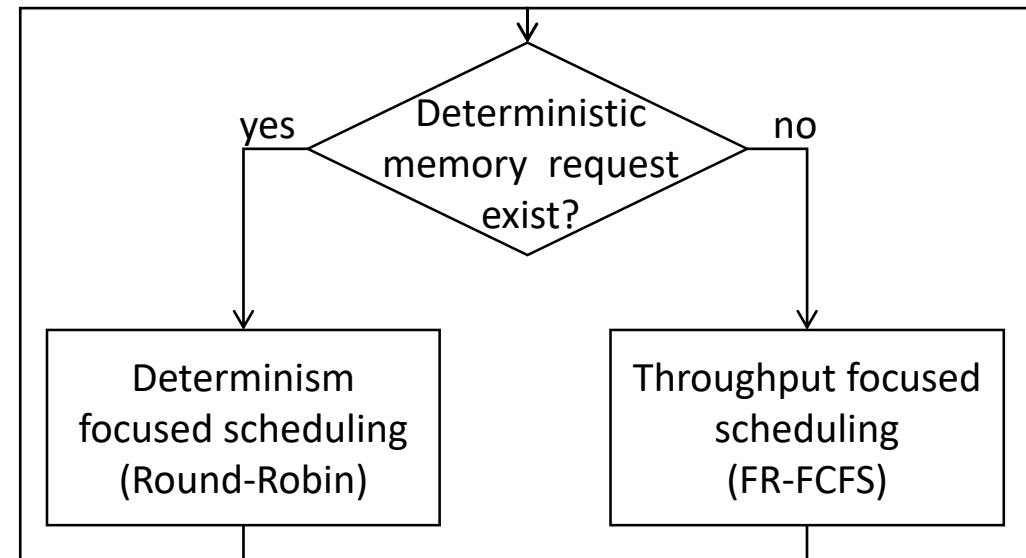 Deterministic
yes
no
memory request
exist?
Determinism
focused scheduling
(Round-Robin)
Throughput focused
scheduling
(FR-FCFS)